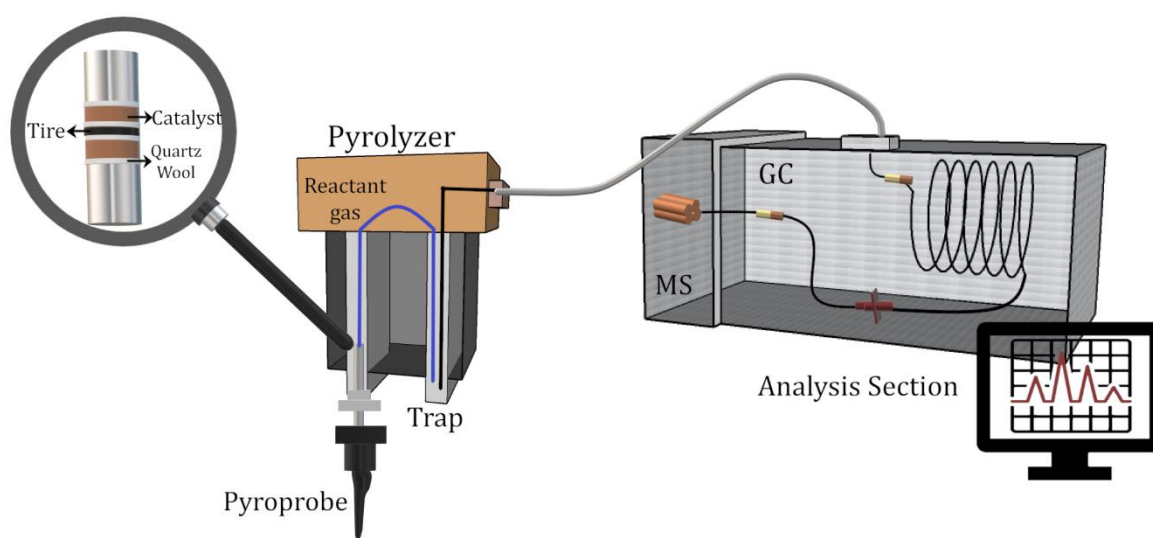 Catalyst
Tire
Quartz
Wool
Pyrolyzer
Reactant
gas
Trap
Pyroprobe
GC
MS
Analysis Section